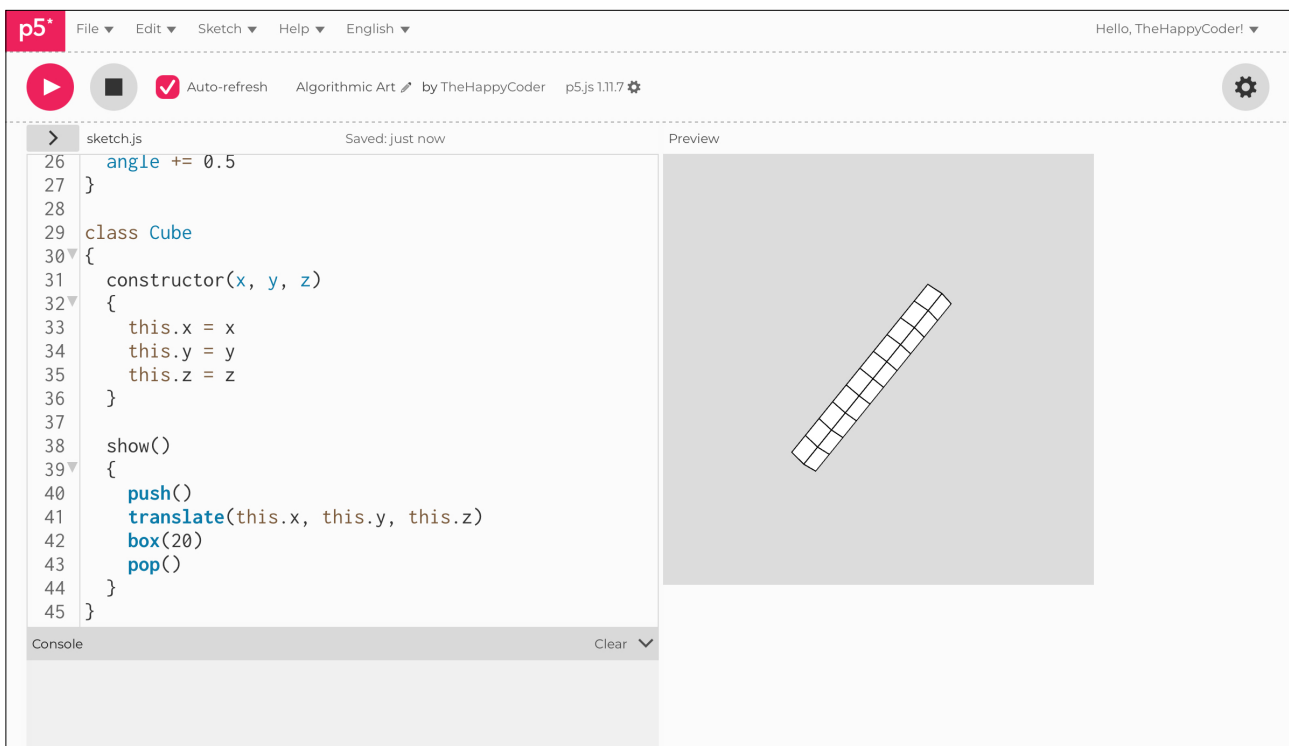 p5* File Edit Sketch Help English Hello, TheHappyCoder!
Auto-refresh Algorithmic Art by TheHappyCoder p5.js 1.11.7
sketch.js Saved: just now Preview
26 angle += 0.5
27 }
28
29 class Cube
30 {
31 constructor(x, y, z)
32 {
33 this.x = x
34 this.y = y
35 this.z = z
36 }
37
38 show()
39 {
40 push()
41 translate(this.x, this.y, this.z)
42 box(20)
43 pop()
44 }
45 }
Console Clear